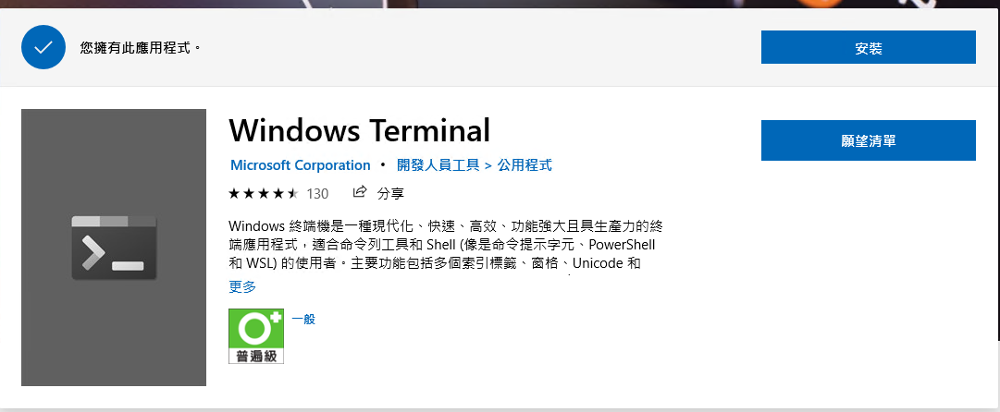 您擁有此應用程式。
安裝
Windows Terminal
願望清單
Microsoft Corporation • 開發人員工具 > 公用程式
130 分享
Windows 終端機是一種現代化、快速、高效、功能強大且具生產力的終
端應用程式，適合命令列工具和 Shell (像是命令提示字元、PowerShell
和 WSL) 的使用者。主要功能包括多個索引標籤、窗格、Unicode 和
更多
普遍級
一般